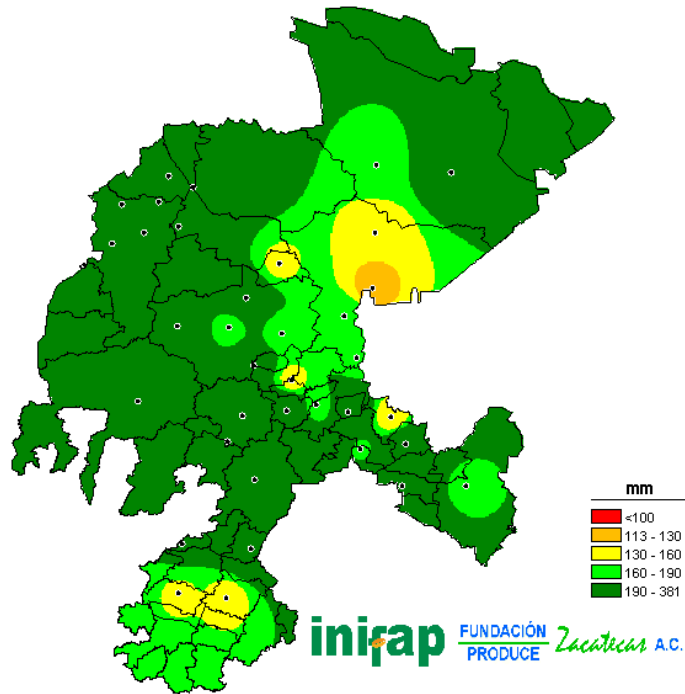 mm
<100
113 - 130
130 - 160
160 - 190
190 - 381
inifap
FUNDACIÓN
PRODUCE
Zacatecas A.C.